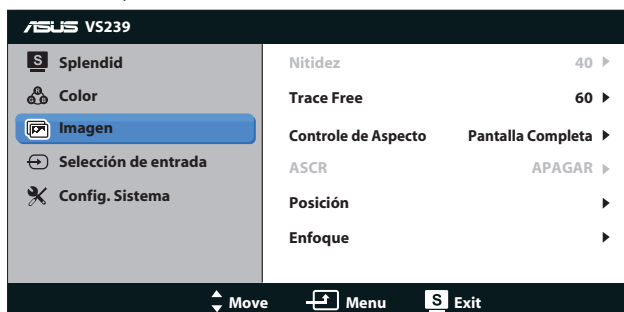 ASUS VS239
S Splendid
Color
Imagen
Selección de entrada
Config. Sistema
Nitidez 40
Trace Free 60
Controle de Aspecto Pantalla Completa
ASCR APAGAR
Posición
Enfoque
Move Menu S Exit